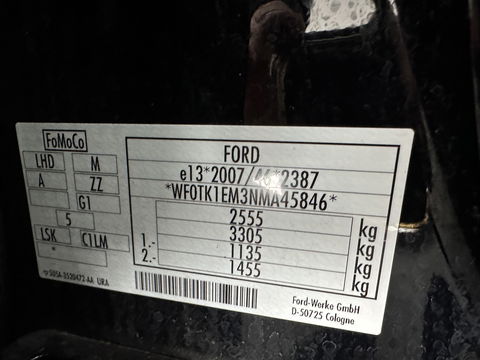 FoMoCo
LHD M
A ZZ
G1
5
LSK C1LM
*
FORD
e13*2007/46*2387
*WF0TK1EM3NMA45846*
2555 kg
3305 kg
1.- 1135 kg
2.- 1455 kg
URA
Ford-Werke GmbH
D-50725 Cologne